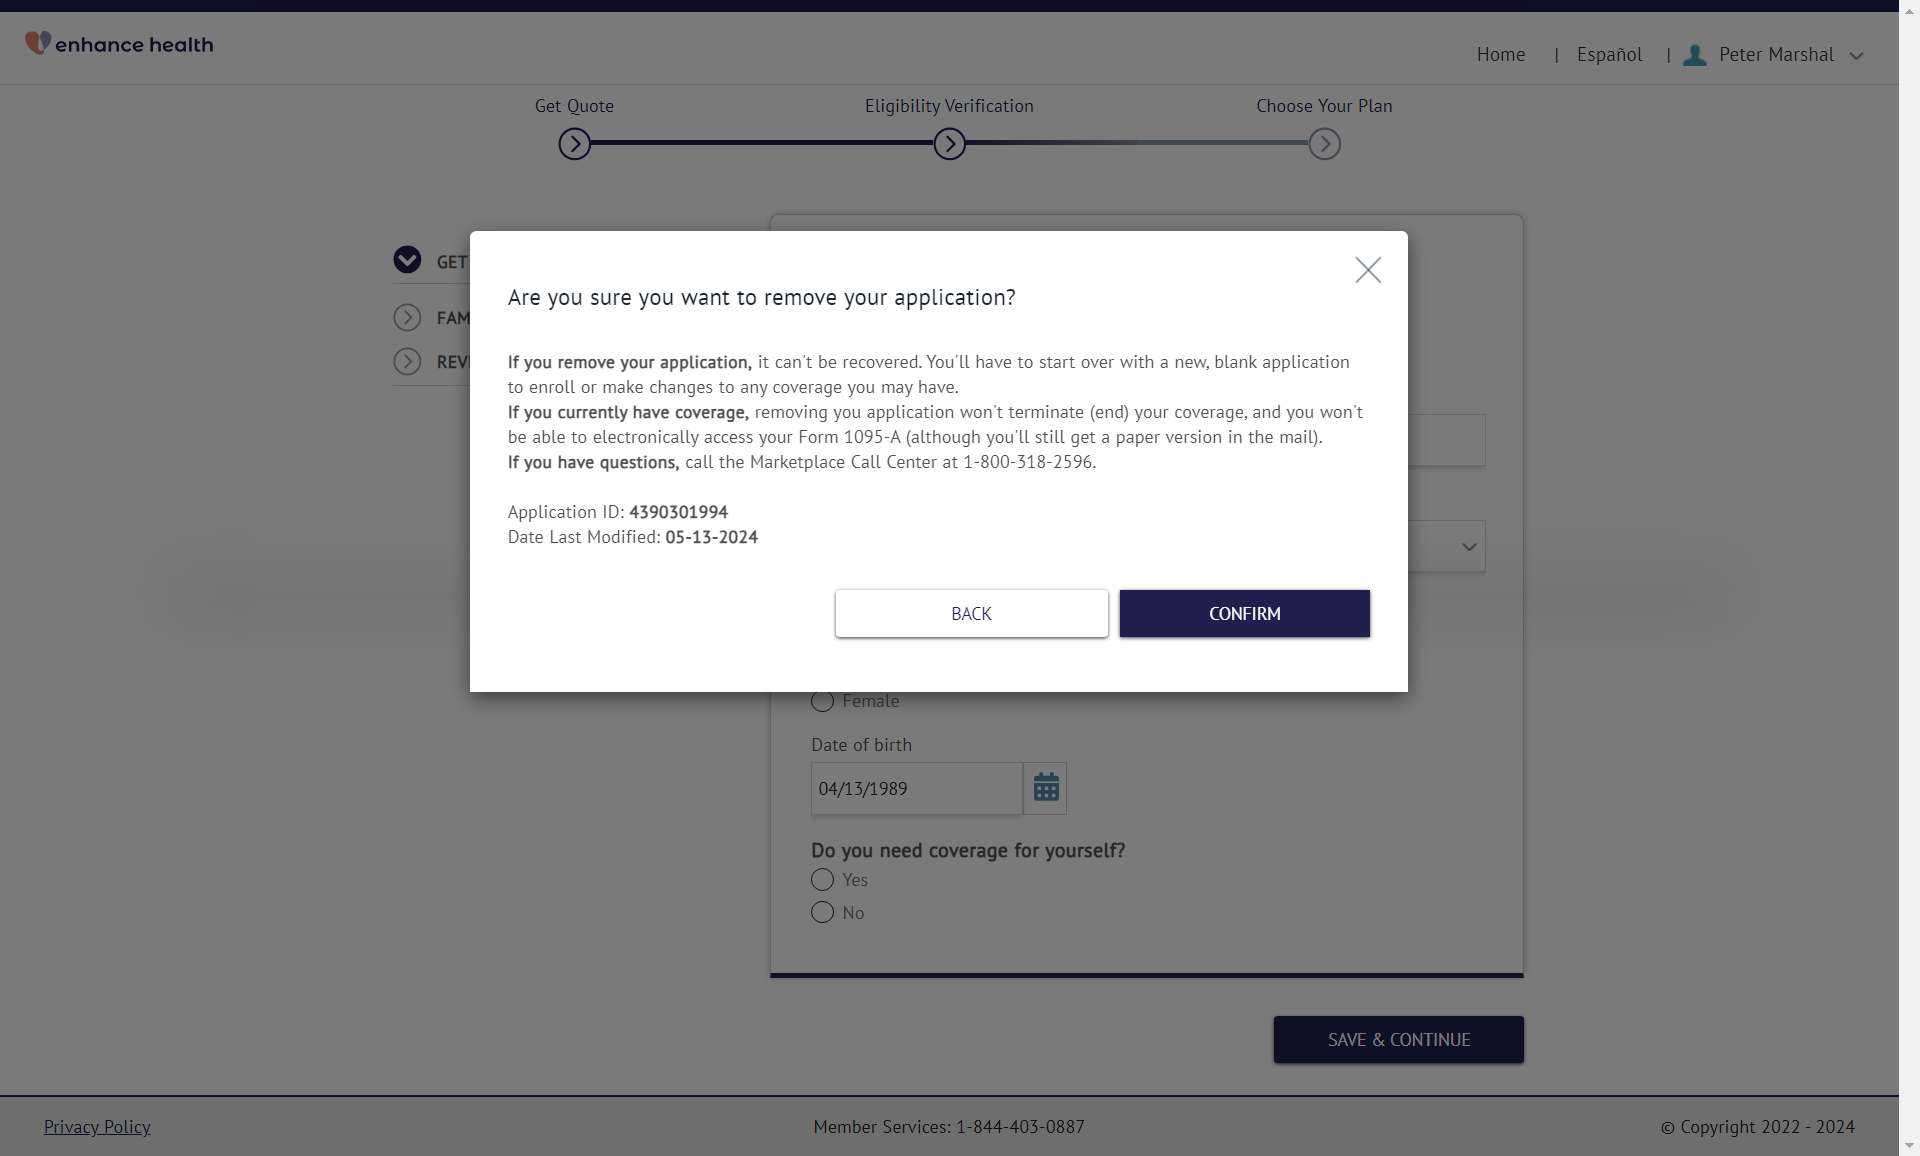 enhance health
Home | Español | Peter Marshal
Get Quote
Eligibility Verification
Choose Your Plan
GET
FAM
REV
Are you sure you want to remove your application?
If you remove your application, it can't be recovered. You'll have to start over with a new, blank application
to enroll or make changes to any coverage you may have.
If you currently have coverage, removing you application won't terminate (end) your coverage, and you won't
be able to electronically access your Form 1095-A (although you'll still get a paper version in the mail).
If you have questions, call the Marketplace Call Center at 1-800-318-2596.
Application ID: 4390301994
Date Last Modified: 05-13-2024
BACK
CONFIRM
Female
Date of birth
04/13/1989
Do you need coverage for yourself?
Yes
No
SAVE & CONTINUE
Privacy Policy
Member Services: 1-844-403-0887
© Copyright 2022 - 2024